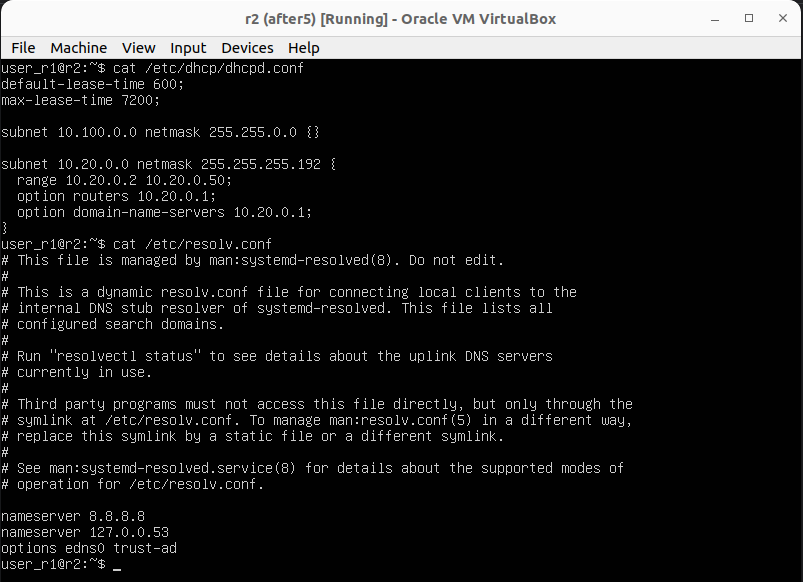 r2 (after5) [Running] - Oracle VM VirtualBox
File Machine View Input Devices Help
user_r1@r2:~$ cat /etc/dhcp/dhcpd.conf
default-lease-time 600;
max-lease-time 7200;

subnet 10.100.0.0 netmask 255.255.0.0 {}

subnet 10.20.0.0 netmask 255.255.255.192 {
  range 10.20.0.2 10.20.0.50;
  option routers 10.20.0.1;
  option domain-name-servers 10.20.0.1;
}
user_r1@r2:~$ cat /etc/resolv.conf
# This file is managed by man:systemd-resolved(8). Do not edit.
#
# This is a dynamic resolv.conf file for connecting local clients to the
# internal DNS stub resolver of systemd-resolved. This file lists all
# configured search domains.
#
# Run "resolvectl status" to see details about the uplink DNS servers
# currently in use.
#
# Third party programs must not access this file directly, but only through the
# symlink at /etc/resolv.conf. To manage man:resolv.conf(5) in a different way,
# replace this symlink by a static file or a different symlink.
#
# See man:systemd-resolved.service(8) for details about the supported modes of
# operation for /etc/resolv.conf.

nameserver 8.8.8.8
nameserver 127.0.0.53
options edns0 trust-ad
user_r1@r2:~$ _